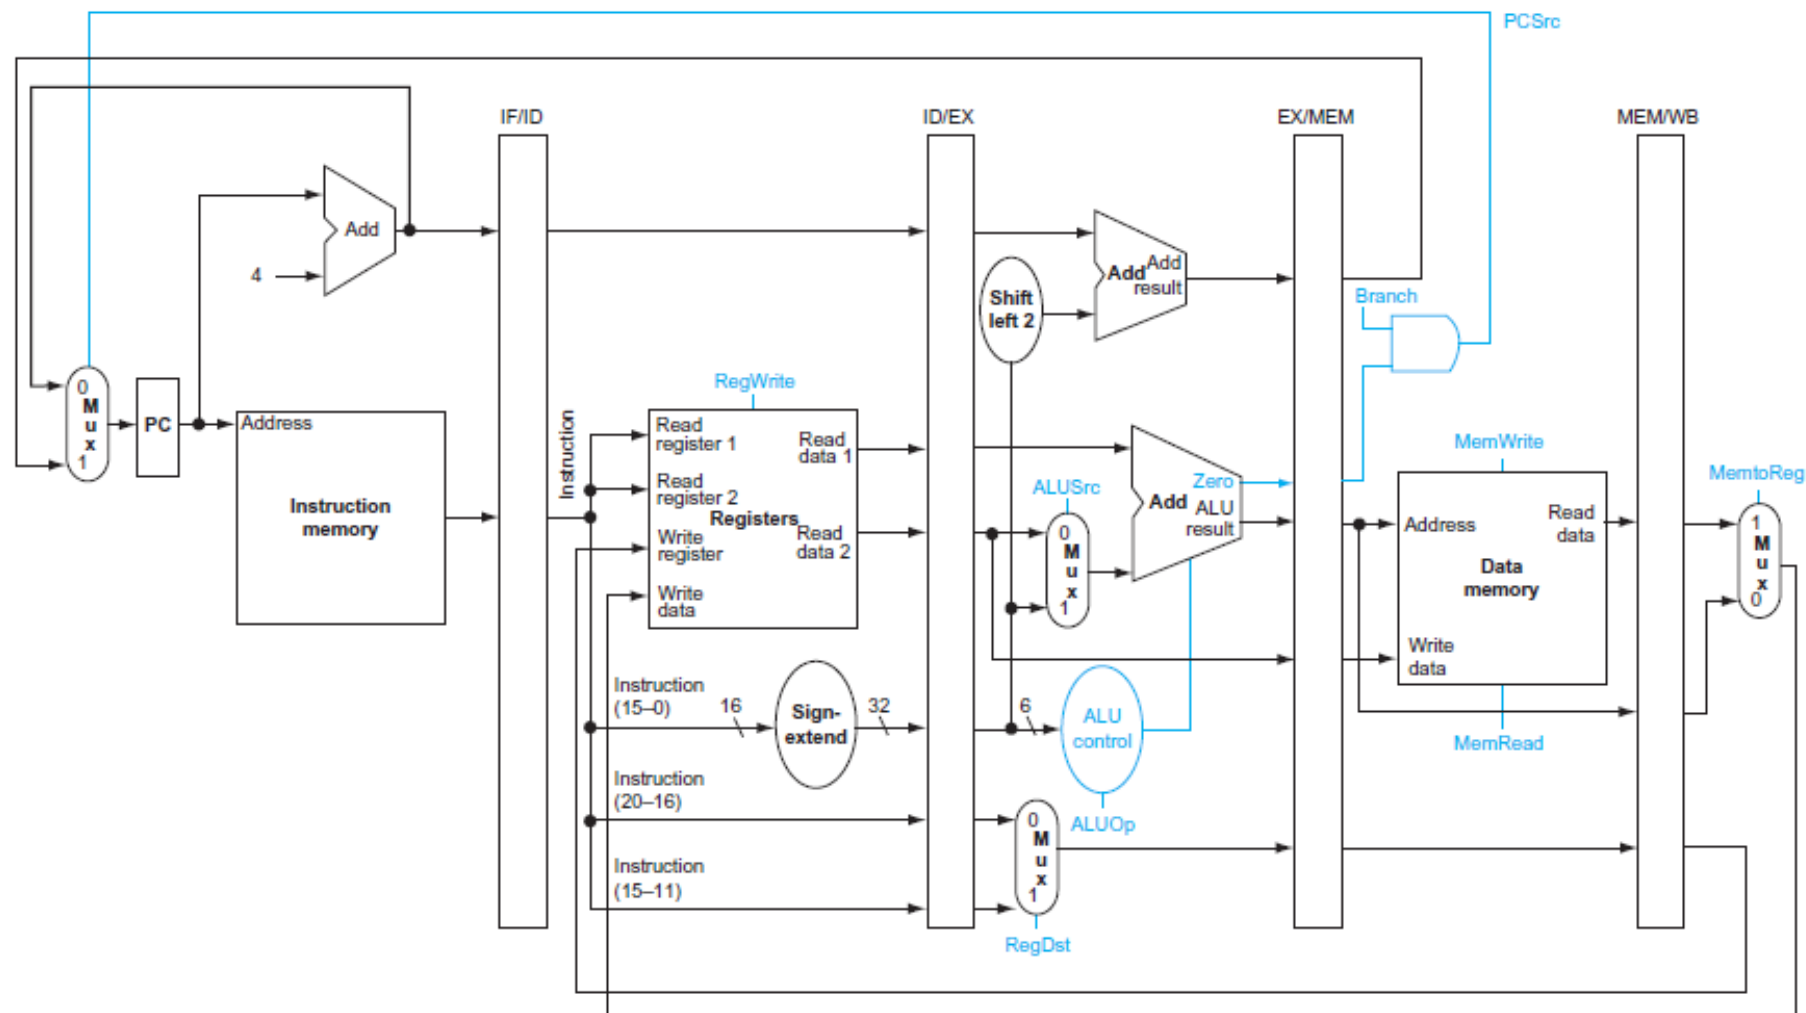 PCSrc
IF/ID
ID/EX
EX/MEM
MEM/WB
Add
4
Add
Add
result
Shift
left 2
Branch
0
M
u
x
1
PC
Address
Instruction
memory
Instruction
RegWrite
Read
register 1
Read
register 2
Write
register
Write
data
Registers
Read
data 1
Read
data 2
ALUSrc
0
M
u
x
1
Zero
Add
ALU
result
MemWrite
Address
Read
data
Data
memory
Write
data
MemRead
MemtoReg
1
M
u
x
0
Instruction
(15–0)
16
Sign-
extend
32
6
ALU
control
ALUOp
Instruction
(20–16)
Instruction
(15–11)
0
M
u
x
1
RegDst